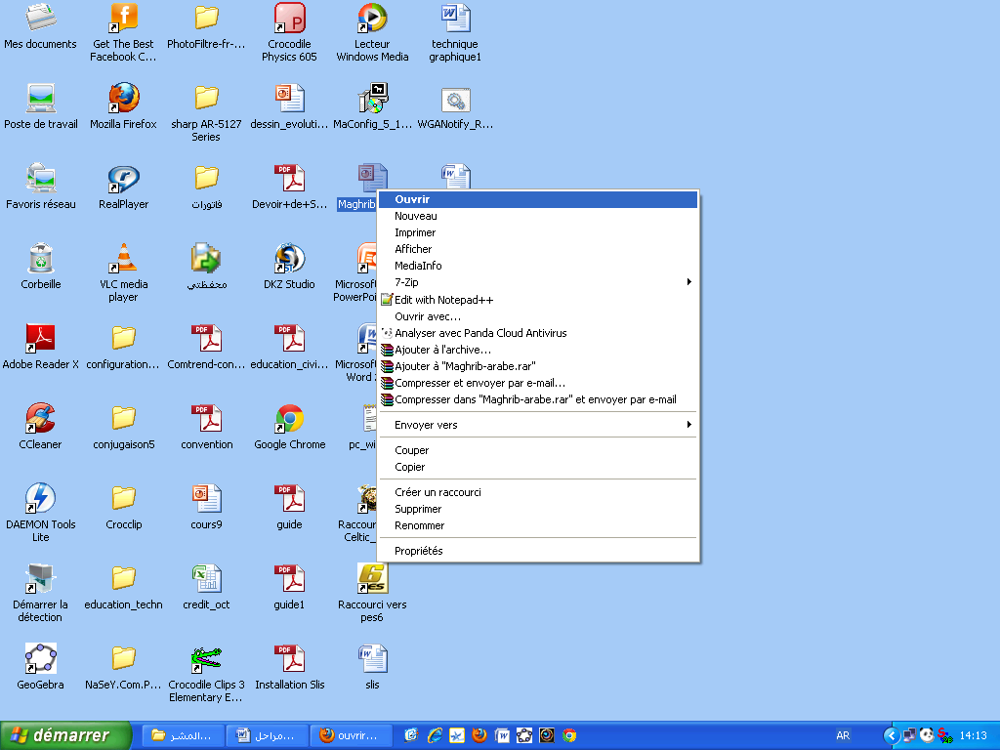 Mes documents
Get The Best
Facebook C...
PhotoFiltre-fr-...
Crocodile
Physics 605
Lecteur
Windows Media
technique
graphique1
Poste de travail
Mozilla Firefox
sharp AR-5127
Series
dessin_evoluti...
MaConfig_5_1...
WGANotify_R...
Favoris réseau
RealPlayer
فاتورات
Devoir+de+S...
Maghrib
Corbeille
VLC media
player
محفظتي
DKZ Studio
Microsof
PowerPoi
Adobe Reader X
configuration...
Comtrend-con...
education_civi...
Microsof
Word 2
CCleaner
conjugaison5
convention
Google Chrome
pc_wi
DAEMON Tools
Lite
Crocclip
cours9
guide
Raccour
Celtic_
Démarrer la
détection
education_techn
credit_oct
guide1
Raccourci vers
pes6
GeoGebra
NaSeY.Com.P...
Crocodile Clips 3
Elementary E...
Installation Slis
slis
Ouvrir
Nouveau
Imprimer
Afficher
MediaInfo
7-Zip
Edit with Notepad++
Ouvrir avec...
Analyser avec Panda Cloud Antivirus
Ajouter à l'archive...
Ajouter à "Maghrib-arabe.rar"
Compresser et envoyer par e-mail...
Compresser dans "Maghrib-arabe.rar" et envoyer par e-mail
Envoyer vers
Couper
Copier
Créer un raccourci
Supprimer
Renommer
Propriétés
démarrer
المشر...
مراحل...
ouvrir...
AR
14:13